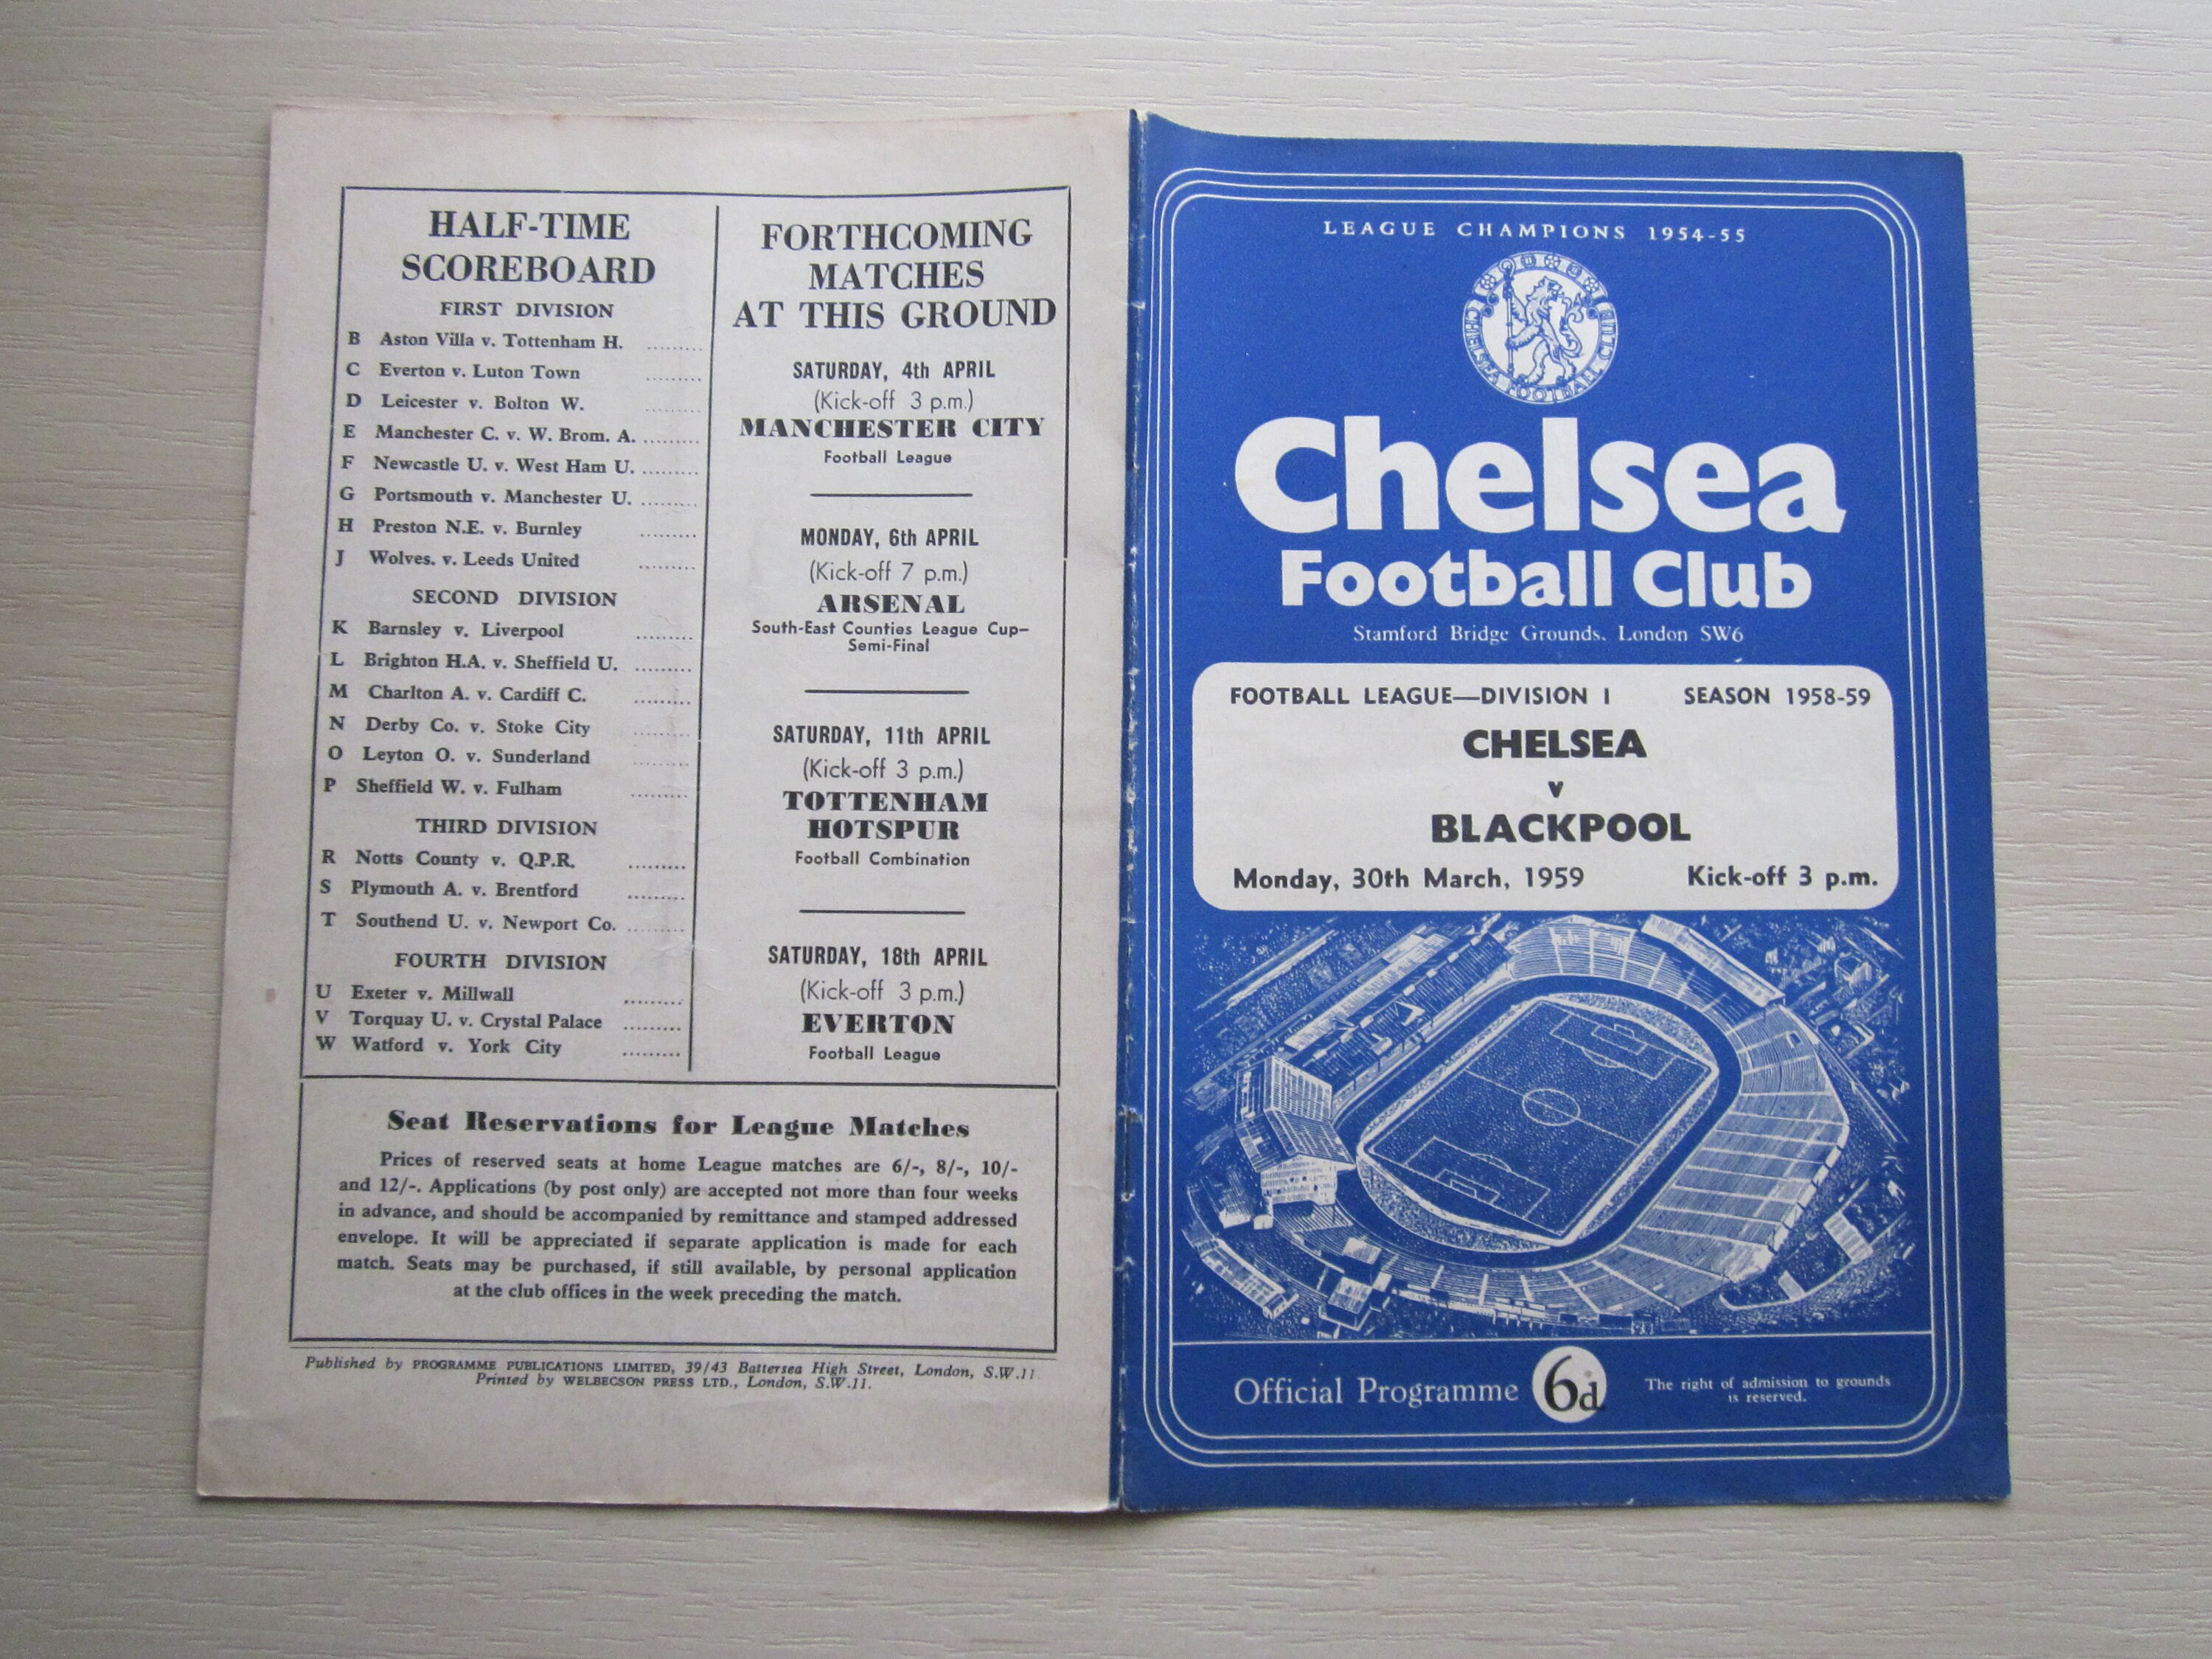 HALF-TIME
SCOREBOARD
FIRST DIVISION
B Aston Villa v. Tottenham H. .........
C Everton v. Luton Town .........
D Leicester v. Bolton W. .........
E Manchester C. v. W. Brom. A. .........
F Newcastle U. v. West Ham U. .........
G Portsmouth v. Manchester U. .........
H Preston N.E. v. Burnley .........
J Wolves. v. Leeds United .........
SECOND DIVISION
K Barnsley v. Liverpool .........
L Brighton H.A. v. Sheffield U. .........
M Charlton A. v. Cardiff C. .........
N Derby Co. v. Stoke City .........
O Leyton O. v. Sunderland .........
P Sheffield W. v. Fulham .........
THIRD DIVISION
R Notts County v. Q.P.R. .........
S Plymouth A. v. Brentford .........
T Southend U. v. Newport Co. .........
FOURTH DIVISION
U Exeter v. Millwall .........
V Torquay U. v. Crystal Palace .........
W Watford v. York City .........
FORTHCOMING
MATCHES
AT THIS GROUND
SATURDAY, 4th APRIL
(Kick-off 3 p.m.)
MANCHESTER CITY
Football League
MONDAY, 6th APRIL
(Kick-off 7 p.m.)
ARSENAL
South-East Counties League Cup–
Semi-Final
SATURDAY, 11th APRIL
(Kick-off 3 p.m.)
TOTTENHAM
HOTSPUR
Football Combination
SATURDAY, 18th APRIL
(Kick-off 3 p.m.)
EVERTON
Football League
Seat Reservations for League Matches
Prices of reserved seats at home League matches are 6/-, 8/-, 10/-
and 12/-. Applications (by post only) are accepted not more than four weeks
in advance, and should be accompanied by remittance and stamped addressed
envelope. It will be appreciated if separate application is made for each
match. Seats may be purchased, if still available, by personal application
at the club offices in the week preceding the match.
Published by PROGRAMME PUBLICATIONS LIMITED, 39/43 Battersea High Street, London, S.W.11
Printed by WELBECSON PRESS LTD., London, S.W.11.
LEAGUE CHAMPIONS 1954-55
CHELSEA FOOTBALL CLUB
Chelsea
Football Club
Stamford Bridge Grounds. London SW6
FOOTBALL LEAGUE—DIVISION I SEASON 1958-59
CHELSEA
v
BLACKPOOL
Monday, 30th March, 1959 Kick-off 3 p.m.
Official Programme 6d. The right of admission to grounds
is reserved.